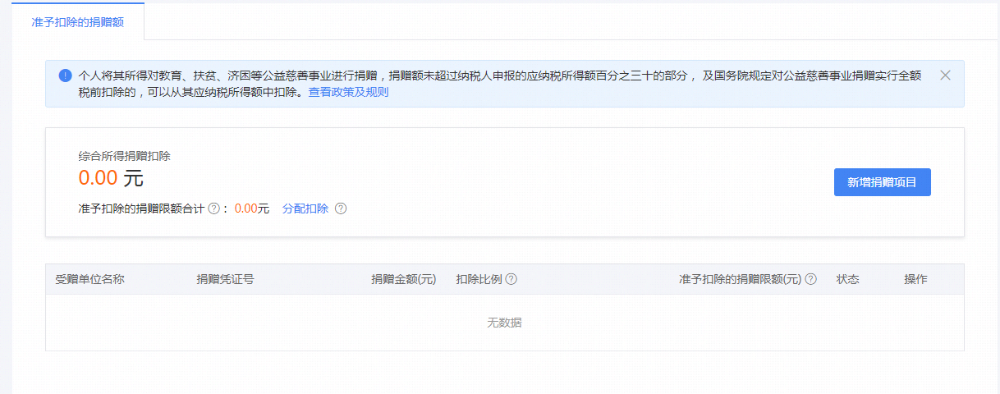 准予扣除的捐赠额
个人将其所得对教育、扶贫、济困等公益慈善事业进行捐赠，捐赠额未超过纳税人申报的应纳税所得额百分之三十的部分， 及国务院规定对公益慈善事业捐赠实行全额
税前扣除的，可以从其应纳税所得额中扣除。查看政策及规则
综合所得捐赠扣除
0.00 元
新增捐赠项目
准予扣除的捐赠限额合计 ? ： 0.00元 分配扣除 ?
受赠单位名称 捐赠凭证号 捐赠金额(元) 扣除比例 ? 准予扣除的捐赠限额(元) ? 状态 操作
无数据